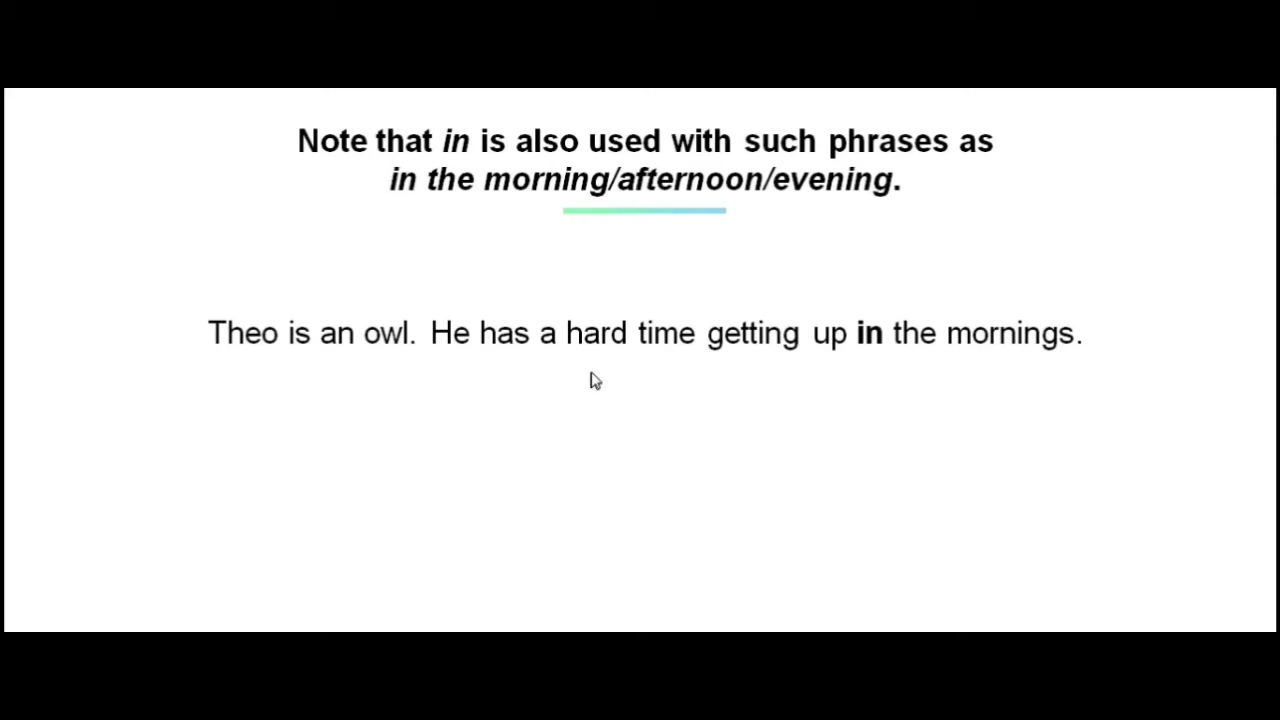 Note that in is also used with such phrases as
in the morning/afternoon/evening.
Theo is an owl. He has a hard time getting up in the mornings.